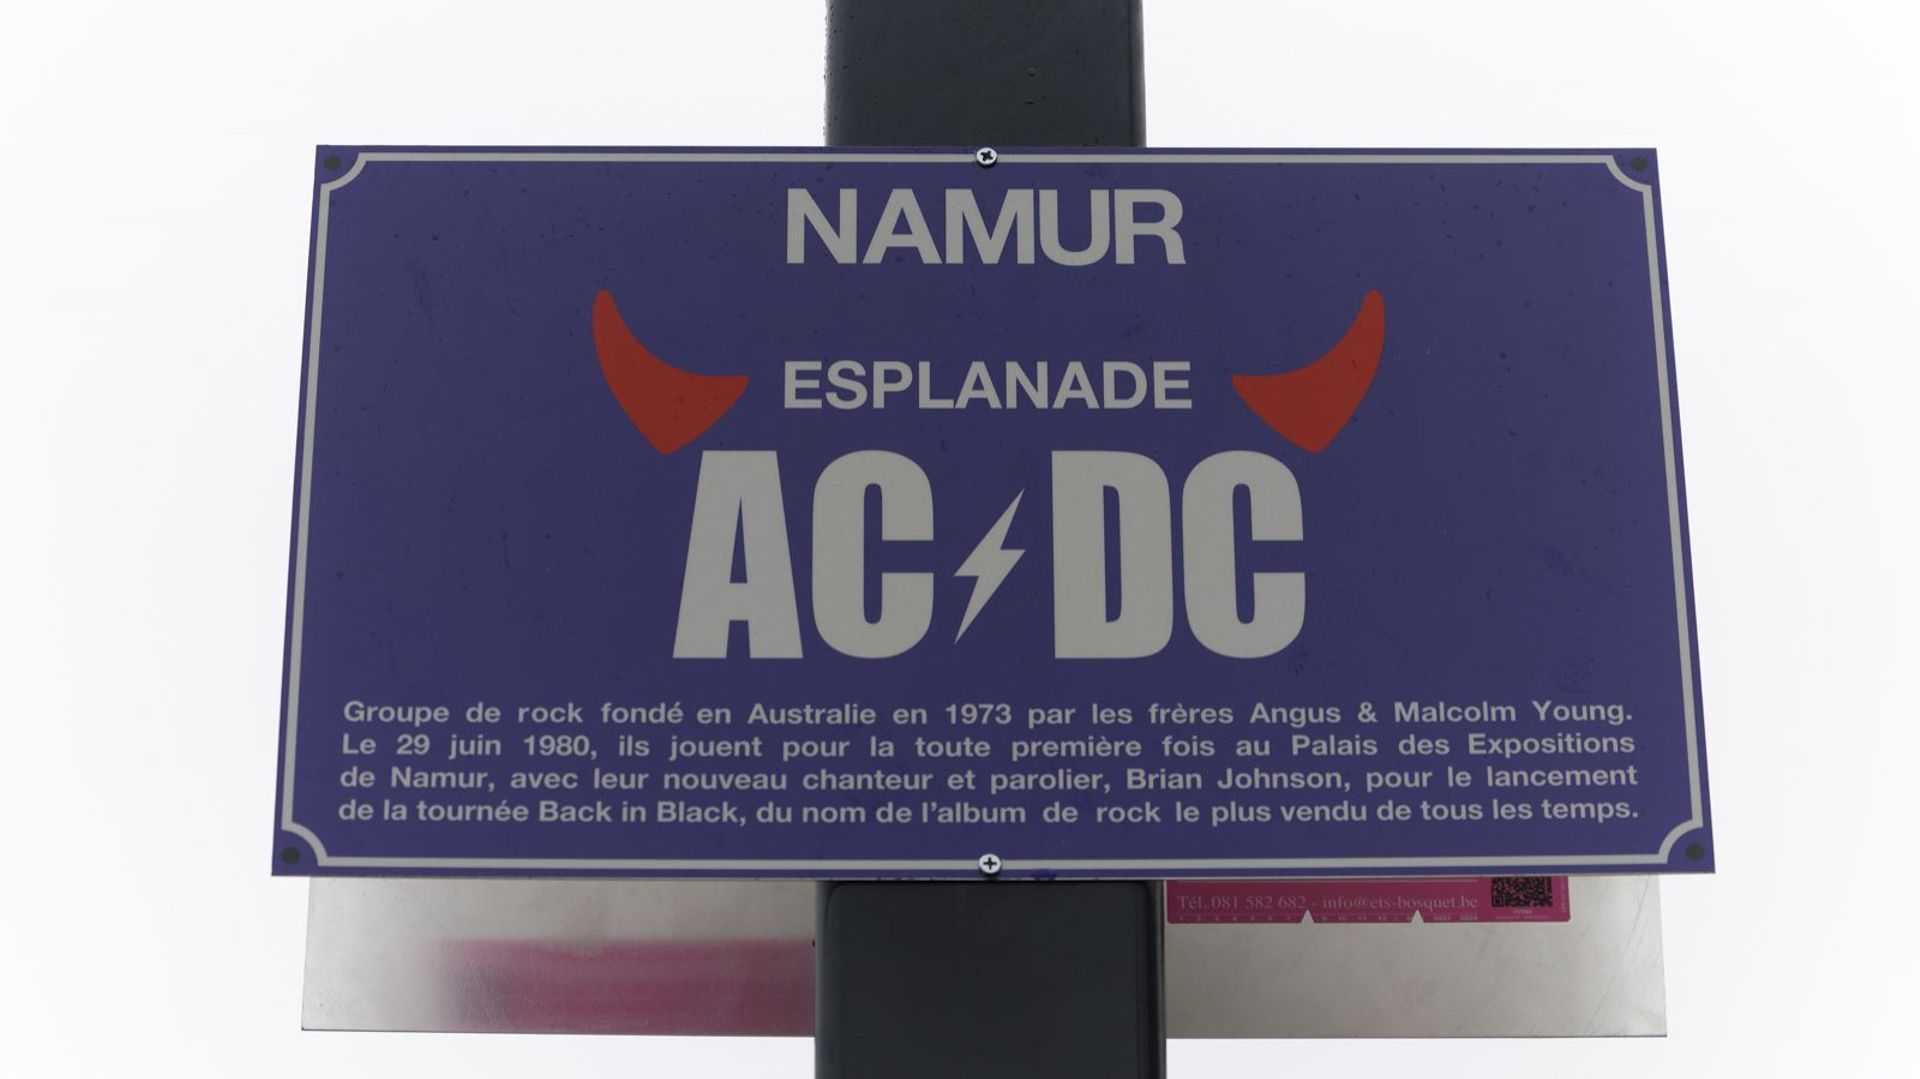 NAMUR
ESPLANADE
AC⚡DC
Groupe de rock fondé en Australie en 1973 par les frères Angus & Malcolm Young.
Le 29 juin 1980, ils jouent pour la toute première fois au Palais des Expositions
de Namur, avec leur nouveau chanteur et parolier, Brian Johnson, pour le lancement
de la tournée Back in Black, du nom de l'album de rock le plus vendu de tous les temps.
Tél. 081 582 682 - info@ets-bosquet.be